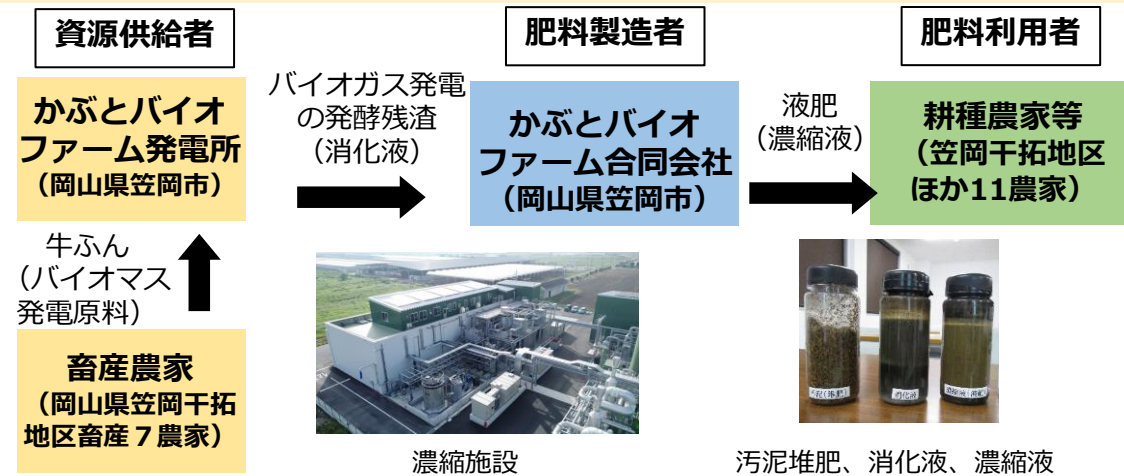 資源供給者
かぶとバイオ
ファーム発電所
（岡山県笠岡市）
牛ふん
（バイオマス
発電原料）
畜産農家
（岡山県笠岡干拓
地区畜産７農家）
バイオガス発電
の発酵残渣
（消化液）
肥料製造者
かぶとバイオ
ファーム合同会社
（岡山県笠岡市）
濃縮施設
液肥
（濃縮液）
肥料利用者
耕種農家等
（笠岡干拓地区
ほか11農家）
消化液
汚泥堆肥、消化液、濃縮液